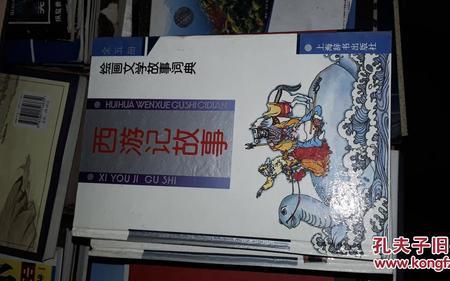 全五册
上海辞书出版社
绘画文学故事词典
HUIHUA WENXUE GUSHI CIDIAN
西游记故事
XI YOU JI GU SHI
孔夫子旧
www.kongfz